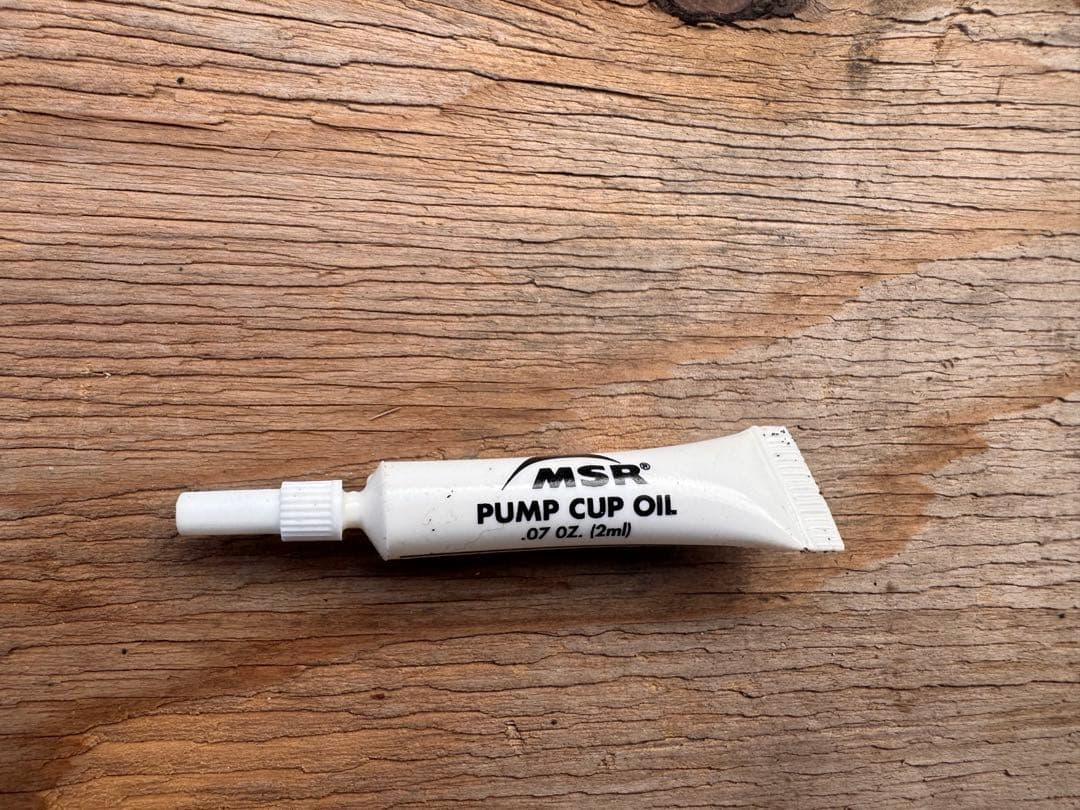 MSR®
PUMP CUP OIL
.07 OZ. (2ml)